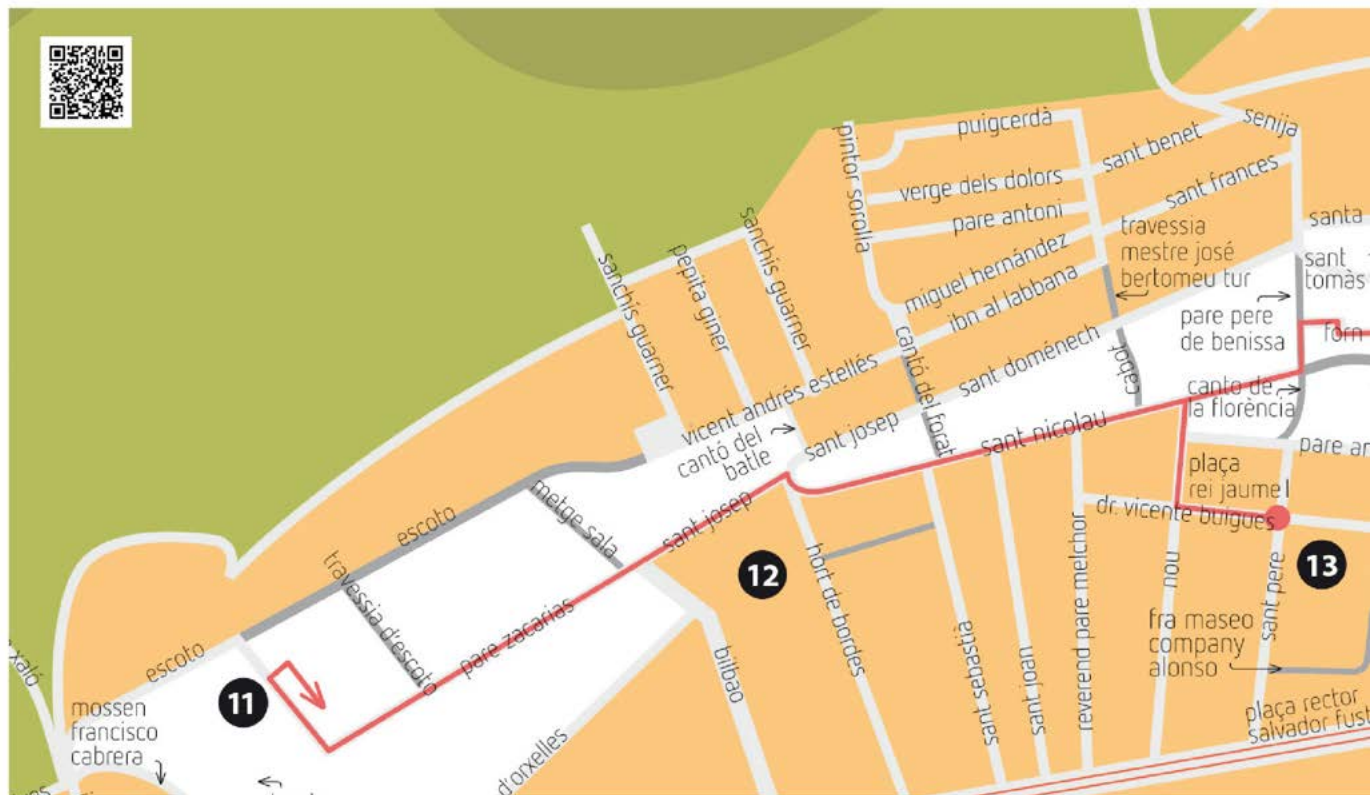 puigcerdà
senija
pintor sorolla
sant benet
verge dels dolors
sant frances
pare antoni
santa
travessia
mestre josé
bertomeu tur
sanchis guarner
sanchis guarner
pepita giner
miguel hernández
ibn al labbana
sant
tomàs
pare pere
de benissa
forn
vicent andrés estellés
cantó del forat
sant doménech
cabot
canto de
la florència
cantó del
batle
sant josep
sant nicolau
pare an
plaça
rei jaume I
dr. vicente buigues
metge sala
escoto
sant josep
12
13
travessia d'escoto
pare zacarias
hort de bordes
sant sebastià
sant joan
reverend pare melchor
nou
sant pere
fra maseo
company
alonso
escoto
xaló
11
bilbao
mossen
francisco
cabrera
d'orxelles
plaça rector
salvador fust